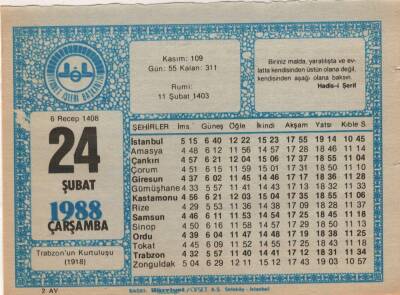 DİYANET İŞLERİ BAŞKANLIĞI
Kasım: 109
Gün: 55 Kalan: 311
Rumi:
11 Şubat 1403
Biriniz malda, yaratılışta ve ev-
latta kendisinden üstün olana değil,
kendisinden aşağı olana baksın.
Hadis-i Şerif
6 Recep 1408
24
ŞUBAT
1988
ÇARŞAMBA
Trabzon'un Kurtuluşu
(1918)
2. AV.
ŞEHİRLER İms. Güneş Öğle İkindi Akşam Yatsı Kıble S.
İstanbul 5 15 6 40 12 22 15 23 17 55 19 14 10 45
Amasya 4 48 6 12 11 56 14 57 17 28 18 46 11 14
Çankırı 4 57 6 21 12 04 15 06 17 37 18 55 11 04
Çorum 4 51 6 15 11 59 15 01 17 31 18 50 11 10
Giresun 4 37 6 02 11 45 14 46 17 17 18 36 11 28
Gümüşhane 4 33 5 57 11 41 14 43 17 13 18 32 11 33
Kastamonu 4 56 6 21 12 03 15 04 17 35 18 55 11 06
Rize 4 29 5 53 11 36 14 38 17 09 18 28 11 37
Samsun 4 46 6 11 11 53 14 54 17 25 18 45 11 18
Sinop 4 50 6 16 11 58 14 57 17 29 18 49 11 13
Ordu 4 39 6 04 11 47 14 48 17 19 18 38 11 25
Tokat 4 45 6 09 11 52 14 55 17 25 18 43 11 18
Trabzon 4 32 5 57 11 40 14 41 17 12 18 31 11 34
Zonguldak 5 04 6 29 12 11 15 12 17 43 19 03 10 57